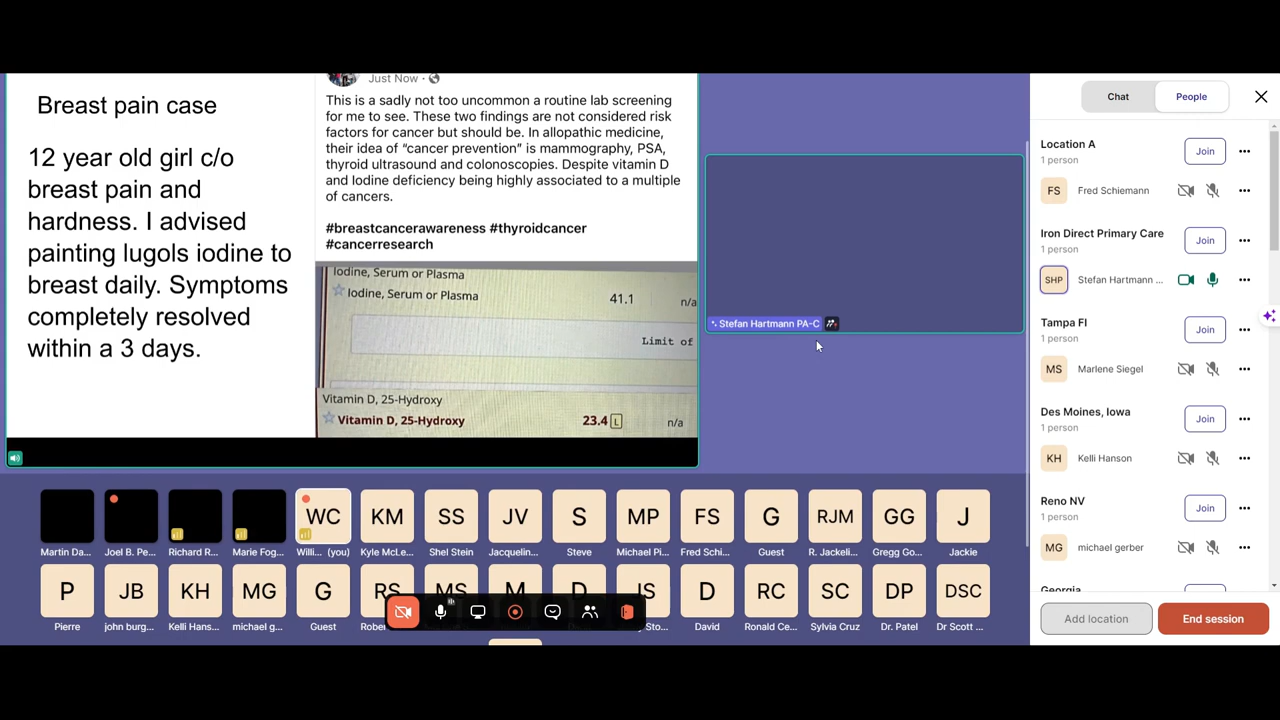 Breast pain case
12 year old girl c/o
breast pain and
hardness. I advised
painting lugols iodine to
breast daily. Symptoms
completely resolved
within a 3 days.
Just Now ·
This is a sadly not too uncommon a routine lab screening
for me to see. These two findings are not considered risk
factors for cancer but should be. In allopathic medicine,
their idea of “cancer prevention” is mammography, PSA,
thyroid ultrasound and colonoscopies. Despite vitamin D
and Iodine deficiency being highly associated to a multiple
of cancers.
#breastcancerawareness #thyroidcancer
#cancerresearch
Iodine, Serum or Plasma
Iodine, Serum or Plasma 41.1 n/a
Limit of
Vitamin D, 25-Hydroxy
Vitamin D, 25-Hydroxy 23.4 L n/a
Stefan Hartmann PA-C
Chat People
Location A
1 person
Join
FS Fred Schiemann
Iron Direct Primary Care
1 person
Join
SHP Stefan Hartmann ...
Tampa Fl
1 person
Join
MS Marlene Siegel
Des Moines, Iowa
1 person
Join
KH Kelli Hanson
Reno NV
1 person
Join
MG michael gerber
Georgia
Add location End session
WC KM SS JV S MP FS G RJM GG J
Martin Da... Joel B. Pe... Richard R... Marie Fog... Willi... (you) Kyle McLe... Shel Stein Jacquelin... Steve Michael Pi... Fred Schi... Guest R. Jackeli... Gregg Go... Jackie
P JB KH MG G RS MS M D JS D RC SC DP DSC
Pierre john burg... Kelli Hans... michael g... Guest David Ronald Ce... Sylvia Cruz Dr. Patel Dr Scott ...